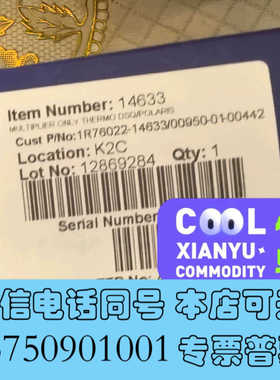 Item Number: 14633
MULTIPLIER ONLY THERMO DSQ/POLARIS
Cust P/No:1R76022-14633/00950-01-00442
Location: K2C
Lot No: 12869284 Qty: 1
Serial Number
COOL
XIANYU
COMMODITY
信电话同号 本店可
3750901001 专票普